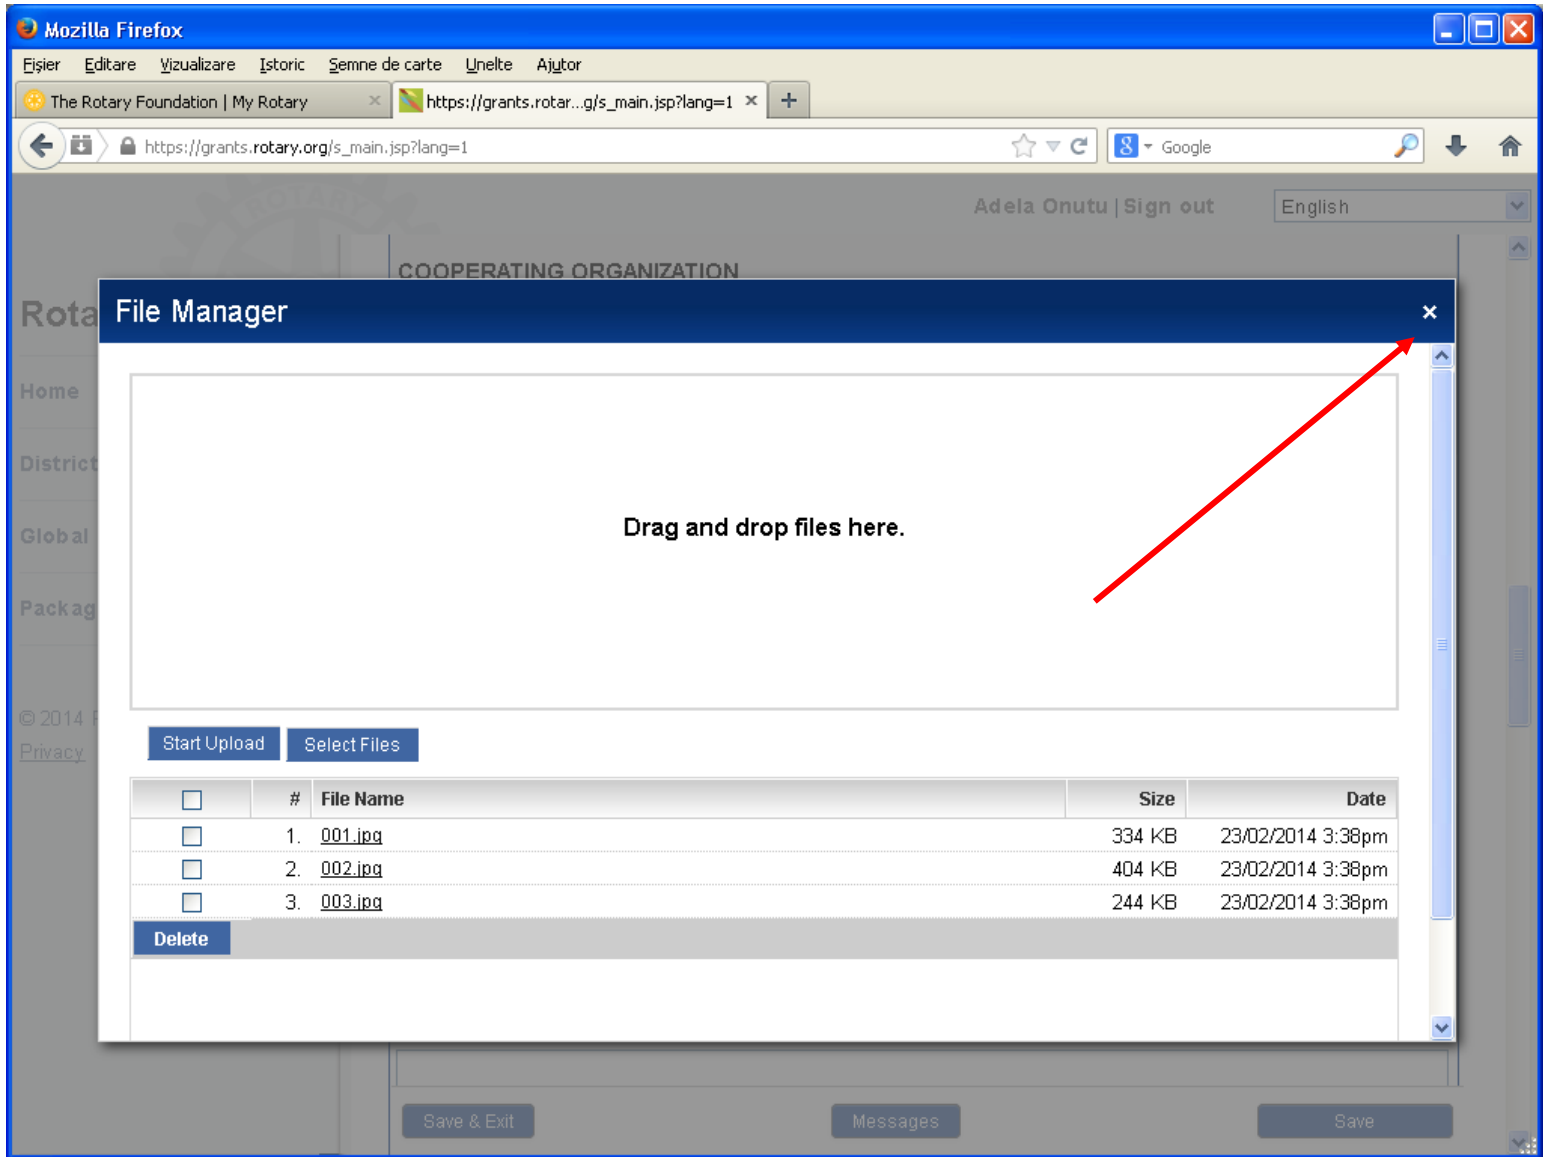 Mozilla Firefox
Fișier Editare Vizualizare Istoric Semne de carte Unelte Ajutor
The Rotary Foundation | My Rotary × https://grants.rotar...g/s_main.jsp?lang=1 × +
https://grants.rotary.org/s_main.jsp?lang=1 8 Google
ROTARY
Adela Onutu | Sign out English
COOPERATING ORGANIZATION
Rota
File Manager ×
Home
District
Global
Packag
Drag and drop files here.
© 2014
Privacy
Start Upload Select Files
# File Name Size Date
1. 001.jpg 334 KB 23/02/2014 3:38pm
2. 002.jpg 404 KB 23/02/2014 3:38pm
3. 003.jpg 244 KB 23/02/2014 3:38pm
Delete
Save & Exit Messages Save